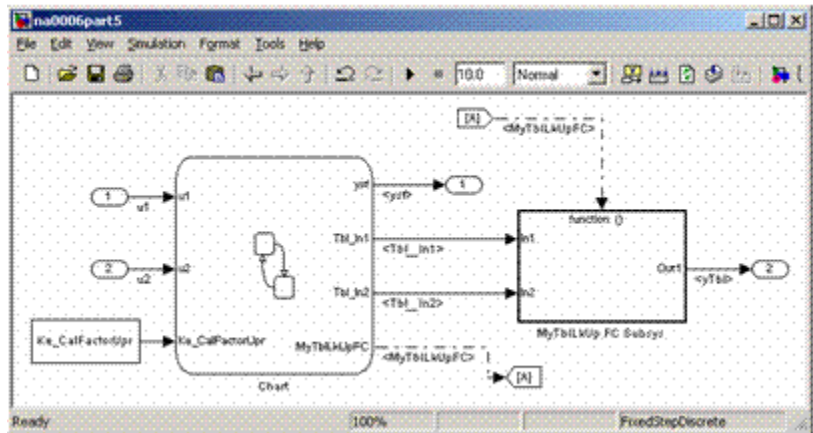 na0006part5
File Edit View Simulation Format Tools Help
10.0 Normal
[A]
<MyTblLkUpFC>
1
u1
u1
ysf
<ysf>
1
function ()
Tbl_In1
<Tbl_In1>
In1
2
u2
u2
Out1
<yTbl>
2
Tbl_In2
<Tbl_In2>
In2
MyTblLkUp FC Subsys
Ke_CalFactorUpr
Ke_CalFactorUpr
MyTblLkUpFC
<MyTblLkUpFC>
[A]
Chart
Ready 100% FixedStepDiscrete